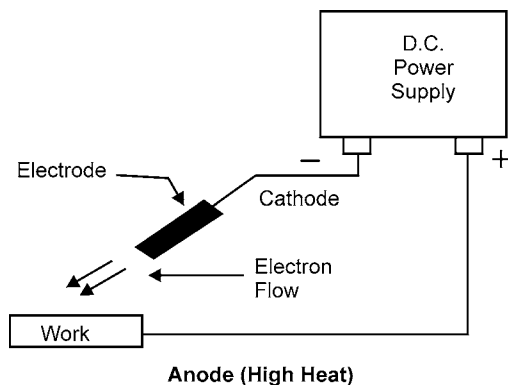 D.C.
Power
Supply
− +
Electrode
Cathode
Electron
Flow
Work
Anode (High Heat)